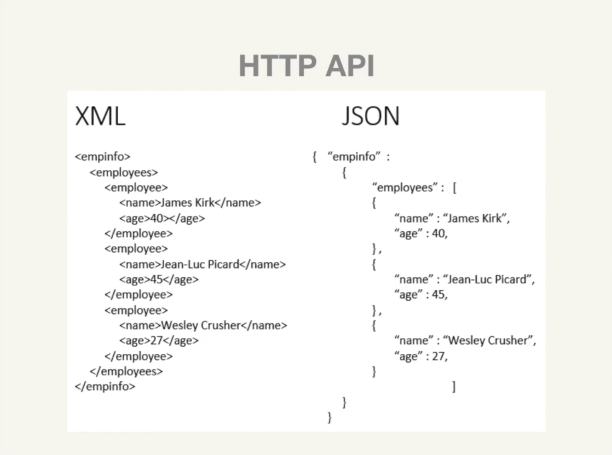 HTTP API
XML
<empinfo>
<employees>
<employee>
<name>James Kirk</name>
<age>40></age>
</employee>
<employee>
<name>Jean-Luc Picard</name>
<age>45</age>
</employee>
<employee>
<name>Wesley Crusher</name>
<age>27</age>
</employee>
</employees>
</empinfo>
JSON
{ “empinfo” :
{
“employees” : [
{
“name” : “James Kirk”,
“age” : 40,
},
{
“name” : “Jean-Luc Picard”,
“age” : 45,
},
{
“name” : “Wesley Crusher”,
“age” : 27,
}
]
}
}